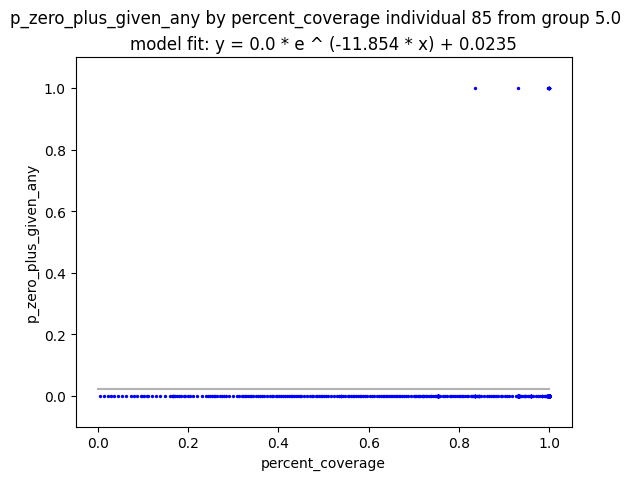 p_zero_plus_given_any by percent_coverage individual 85 from group 5.0
model fit: y = 0.0 * e ^ (-11.854 * x) + 0.0235
1.0
0.8
0.6
0.4
0.2
0.0
p_zero_plus_given_any
0.0 0.2 0.4 0.6 0.8 1.0
percent_coverage